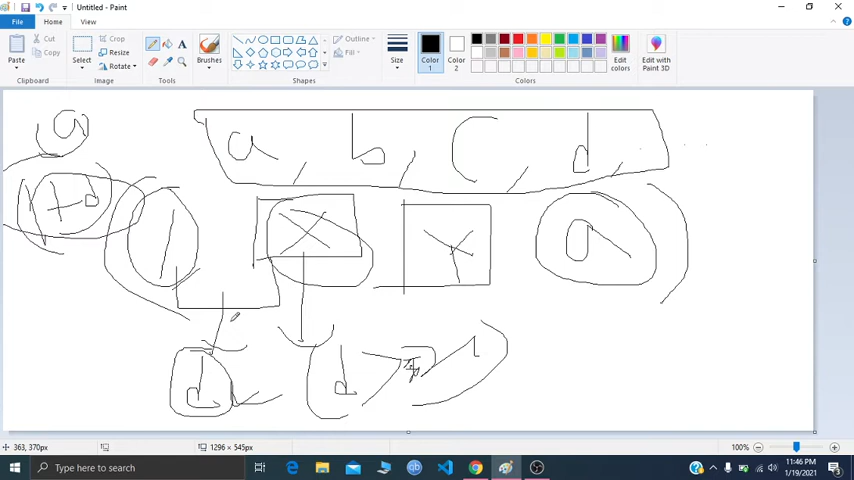 Untitled - Paint
File Home View
Paste
Cut
Copy
Clipboard
Select
Crop
Resize
Rotate
Image
Tools
Brushes
Shapes
Outline
Fill
Size
Color 1
Color 2
Colors
Edit colors
Edit with Paint 3D
a b c d
X Y a
d
363, 370px
1296 × 545px
100%
Type here to search
11:46 PM
1/19/2021